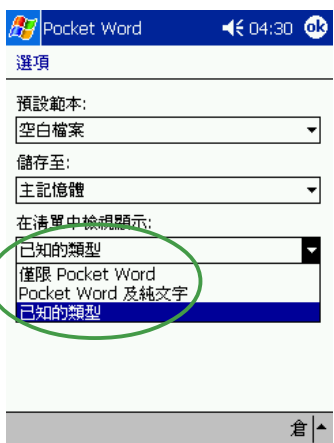 Pocket Word 04:30 ok
選項
預設範本:
空白檔案
儲存至:
主記憶體
在清單中檢視顯示:
已知的類型
僅限 Pocket Word
Pocket Word 及純文字
已知的類型
倉